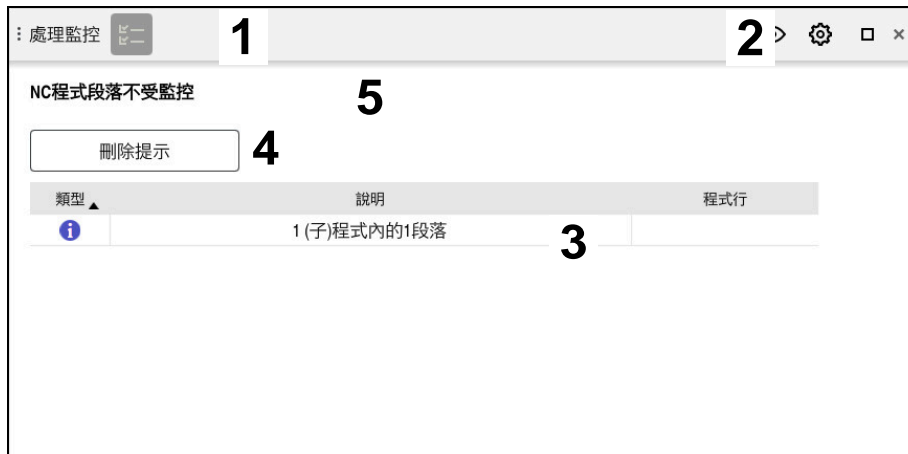 處理監控
1
2
NC程式段落不受監控
5
刪除提示
4
類型 說明 程式行
1 (子)程式內的1段落
3